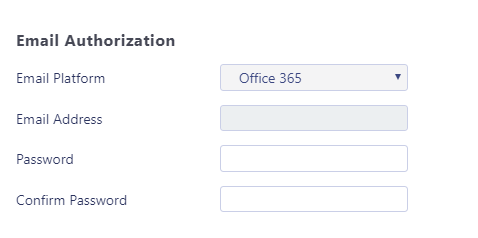 Email Authorization
Email Platform Office 365
Email Address
Password
Confirm Password